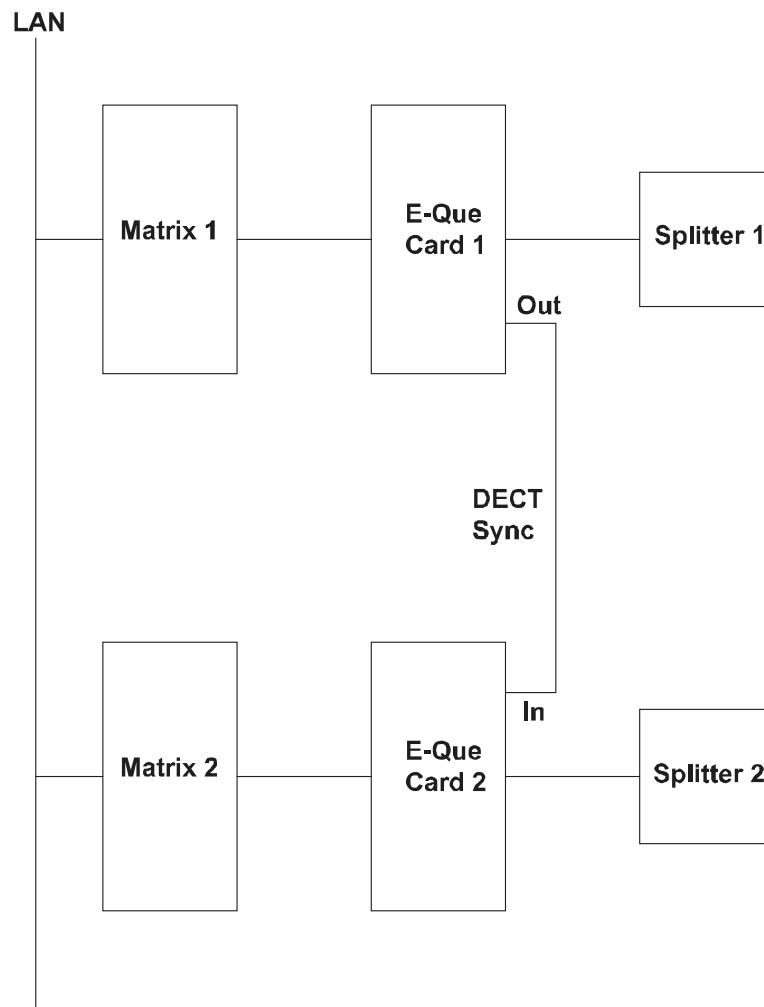 LAN
Matrix 1
E-Que
Card 1
Splitter 1
Out
DECT
Sync
In
Matrix 2
E-Que
Card 2
Splitter 2